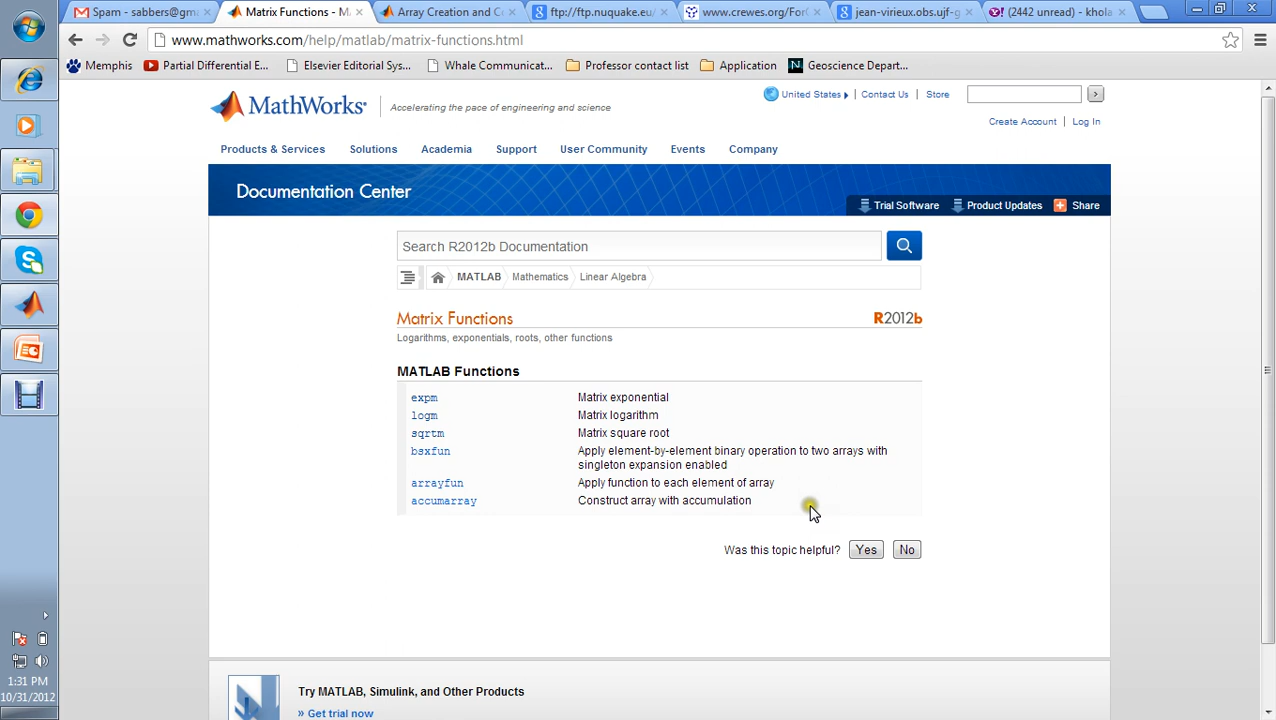 Spam - sabbers@gm
Matrix Functions - M
Array Creation and Co
ftp://ftp.nuquake.eu/
www.crewes.org/For
jean-virieux.obs.ujf-g
(2442 unread) - khola
www.mathworks.com/help/matlab/matrix-functions.html
Memphis
Partial Differential E...
Elsevier Editorial Sys...
Whale Communicat...
Professor contact list
Application
Geoscience Depart...
MathWorks
Accelerating the pace of engineering and science
United States
Contact Us
Store
Create Account
Log In
Products & Services
Solutions
Academia
Support
User Community
Events
Company
Documentation Center
Trial Software
Product Updates
Share
Search R2012b Documentation
MATLAB
Mathematics
Linear Algebra
Matrix Functions
R2012b
Logarithms, exponentials, roots, other functions
MATLAB Functions
expm Matrix exponential
logm Matrix logarithm
sqrtm Matrix square root
bsxfun Apply element-by-element binary operation to two arrays with
singleton expansion enabled
arrayfun Apply function to each element of array
accumarray Construct array with accumulation
Was this topic helpful? Yes No
Try MATLAB, Simulink, and Other Products
» Get trial now
1:31 PM
10/31/2012